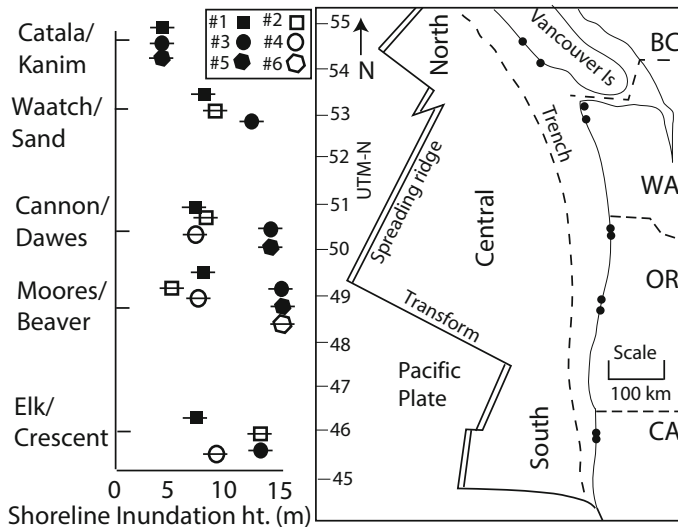 Catala/
Kanim
Waatch/
Sand
Cannon/
Dawes
Moores/
Beaver
Elk/
Crescent
#1 #2
#3 #4
#5 #6
0 5 10 15
Shoreline Inundation ht. (m)
55
54
53
52
51
50
49
48
47
46
45
UTM-N
N
North
Central
South
Spreading ridge
Transform
Trench
Pacific
Plate
Vancouver Is
BC
WA
OR
CA
Scale
100 km